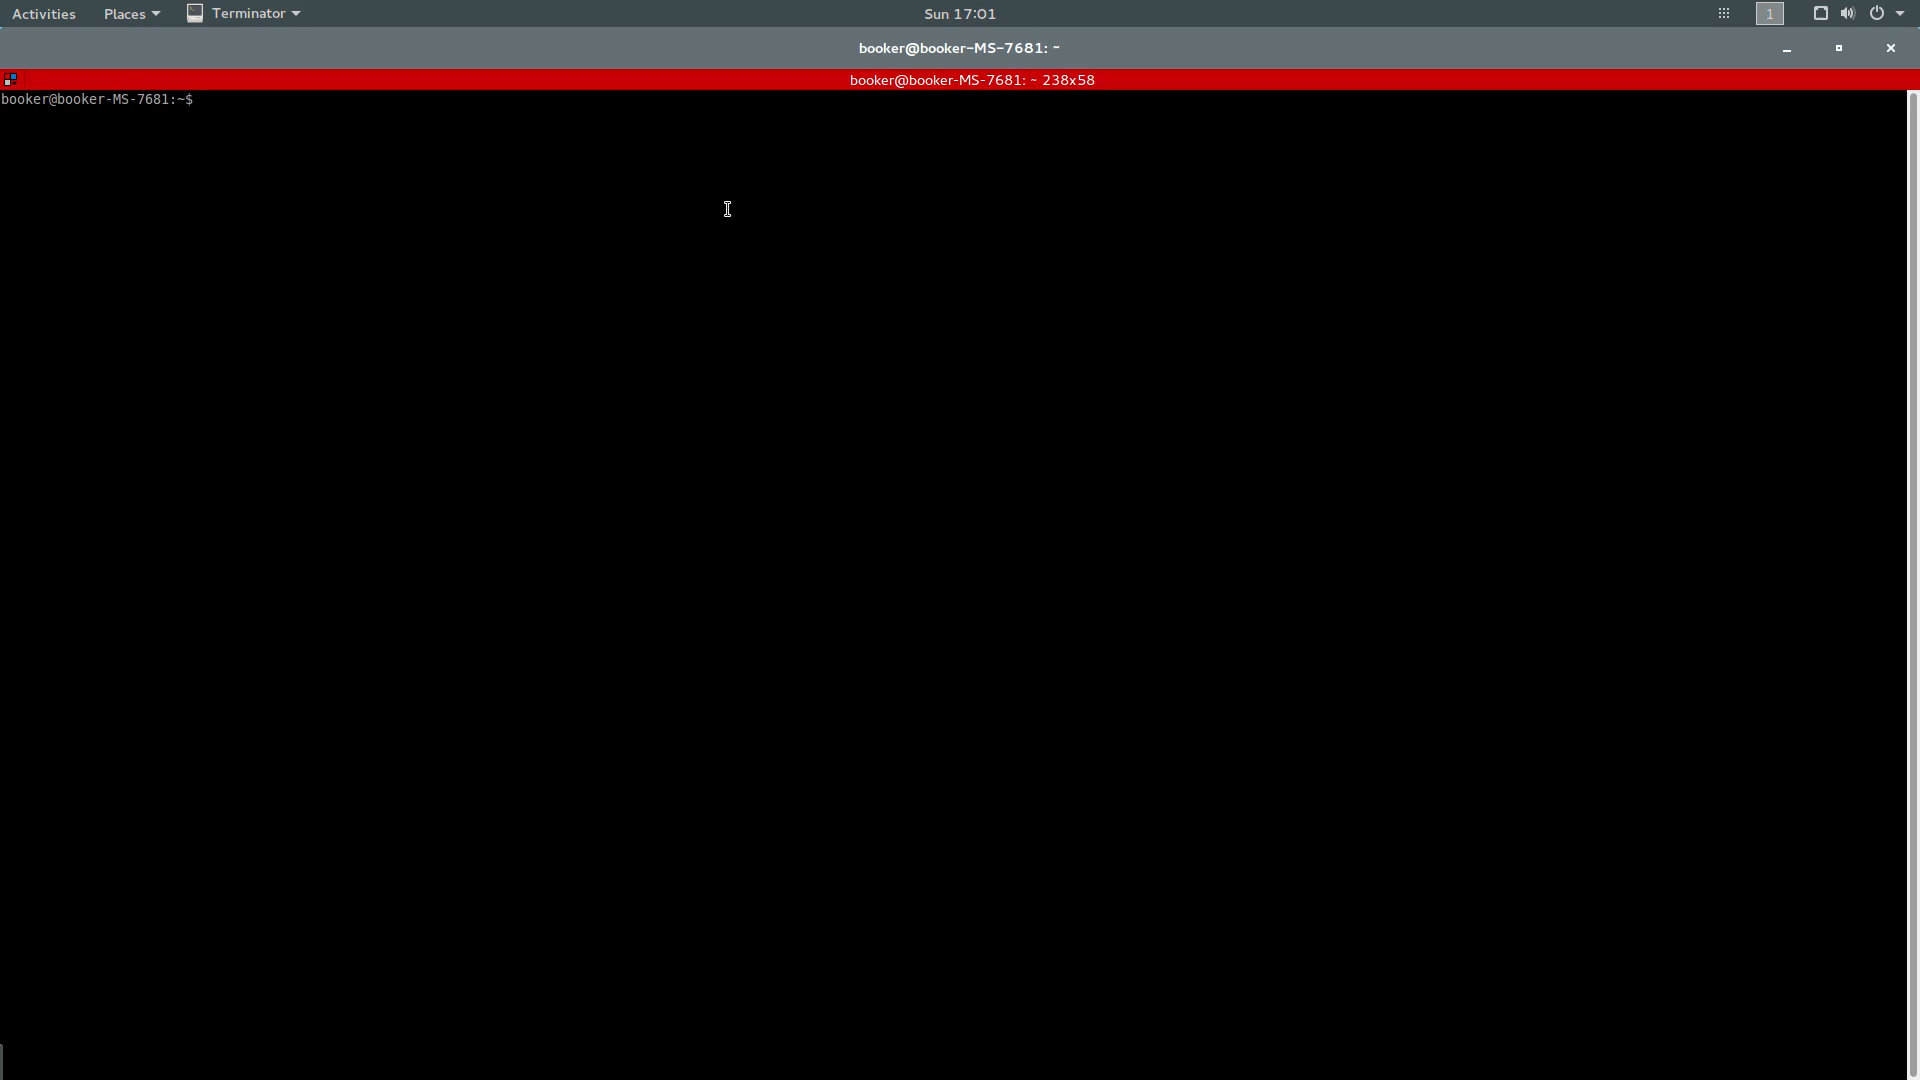 Activities Places Terminator Sun 17:01 1
booker@booker-MS-7681: ~
booker@booker-MS-7681: ~ 238x58
booker@booker-MS-7681:~$